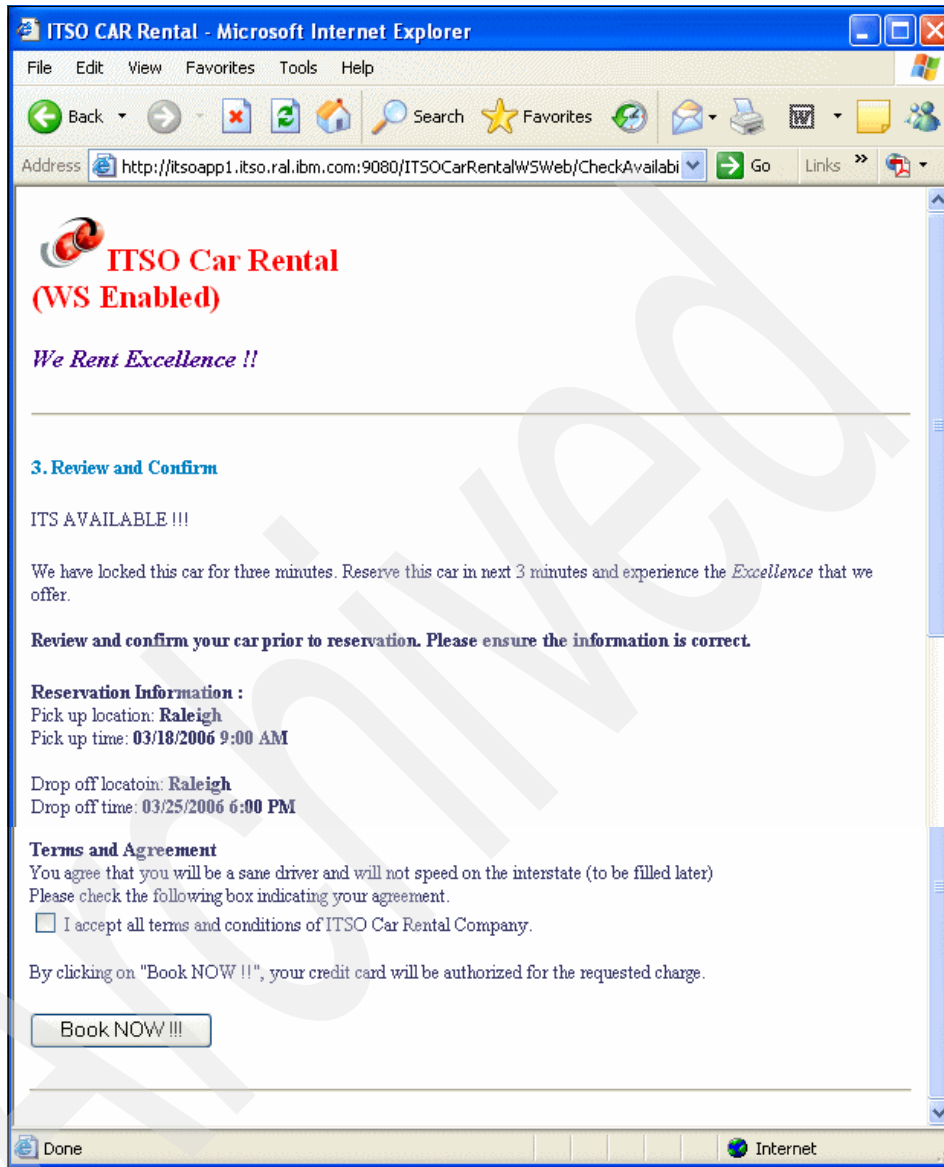 ITSO CAR Rental - Microsoft Internet Explorer
File Edit View Favorites Tools Help
Back Search Favorites
Address http://itsoapp1.itso.ral.ibm.com:9080/ITSOCarRentalWSWeb/CheckAvailabi Go Links »
ITSO Car Rental
(WS Enabled)
We Rent Excellence !!
3. Review and Confirm
ITS AVAILABLE !!!
We have locked this car for three minutes. Reserve this car in next 3 minutes and experience the Excellence that we
offer.
Review and confirm your car prior to reservation. Please ensure the information is correct.
Reservation Information :
Pick up location: Raleigh
Pick up time: 03/18/2006 9:00 AM
Drop off locatoin: Raleigh
Drop off time: 03/25/2006 6:00 PM
Terms and Agreement
You agree that you will be a sane driver and will not speed on the interstate (to be filled later)
Please check the following box indicating your agreement.
I accept all terms and conditions of ITSO Car Rental Company.
By clicking on "Book NOW !!", your credit card will be authorized for the requested charge.
Book NOW !!!
Done Internet
Archived